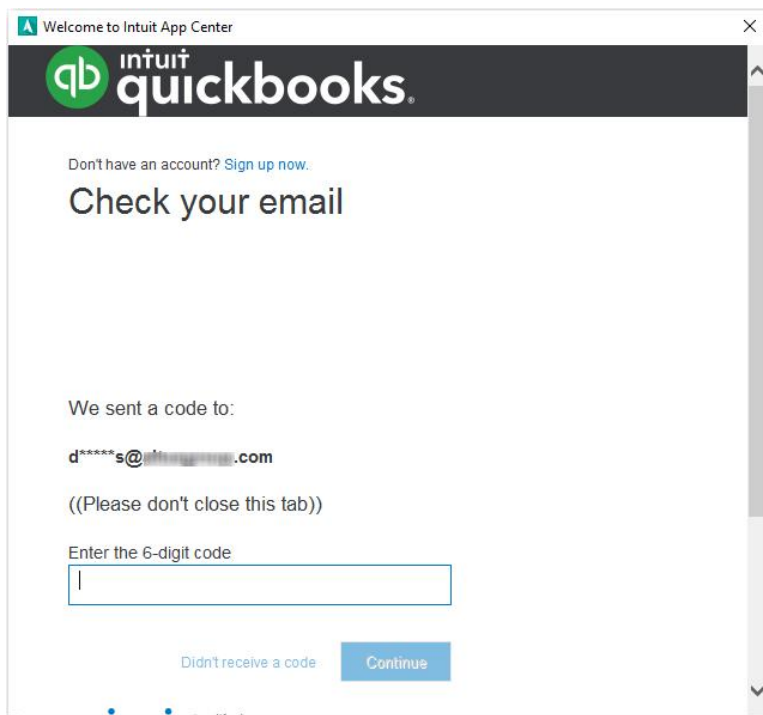 Welcome to Intuit App Center
qb intuit
quickbooks.
Don't have an account? Sign up now.
Check your email
We sent a code to:
d*****s@ .com
((Please don't close this tab))
Enter the 6-digit code
Didn't receive a code Continue